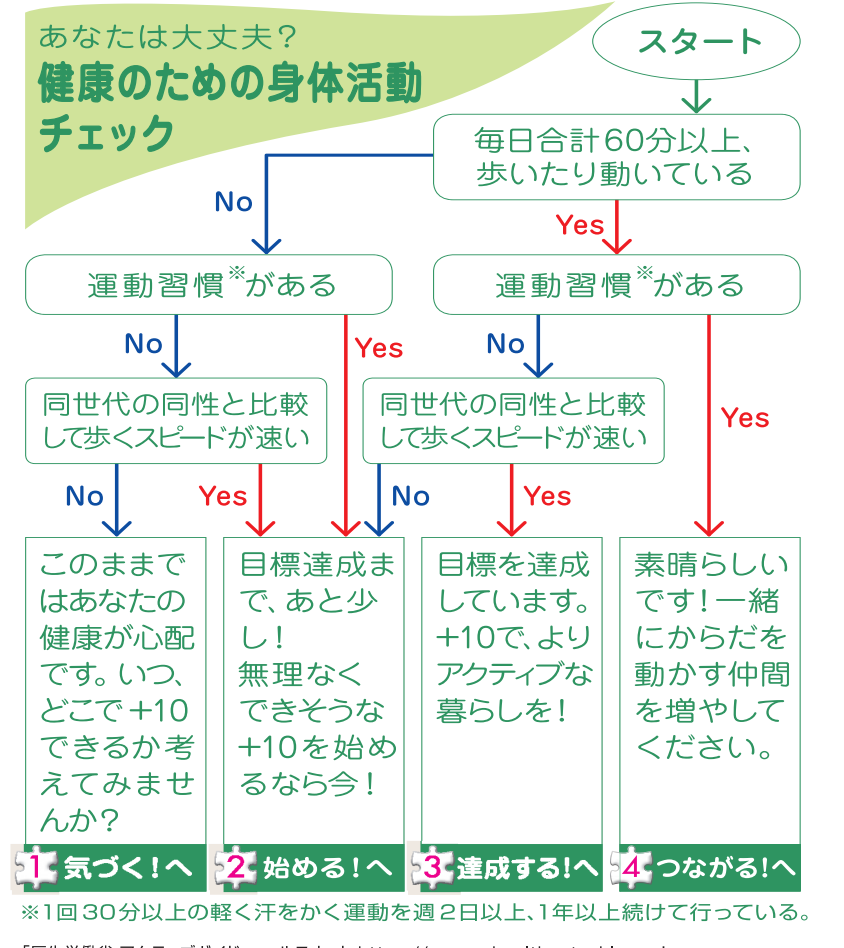 あなたは大丈夫?
健康のための身体活動
チェック
スタート
毎日合計60分以上、
歩いたり動いている
No
Yes
運動習慣※がある
運動習慣※がある
No
Yes
No
Yes
同世代の同性と比較
して歩くスピードが速い
同世代の同性と比較
して歩くスピードが速い
No
Yes
No
Yes
このままで
はあなたの
健康が心配
です。いつ、
どこで+10
できるか考
えてみませ
んか?
1 気づく!へ
目標達成ま
で、あと少
し!
無理なく
できそうな
+10を始め
るなら今!
2 始める!へ
目標を達成
しています。
+10で、より
アクティブな
暮らしを!
3 達成する!へ
素晴らしい
です!一緒
にからだを
動かす仲間
を増やして
ください。
4 つながる!へ
※1回30分以上の軽く汗をかく運動を週2日以上、1年以上続けて行っている。